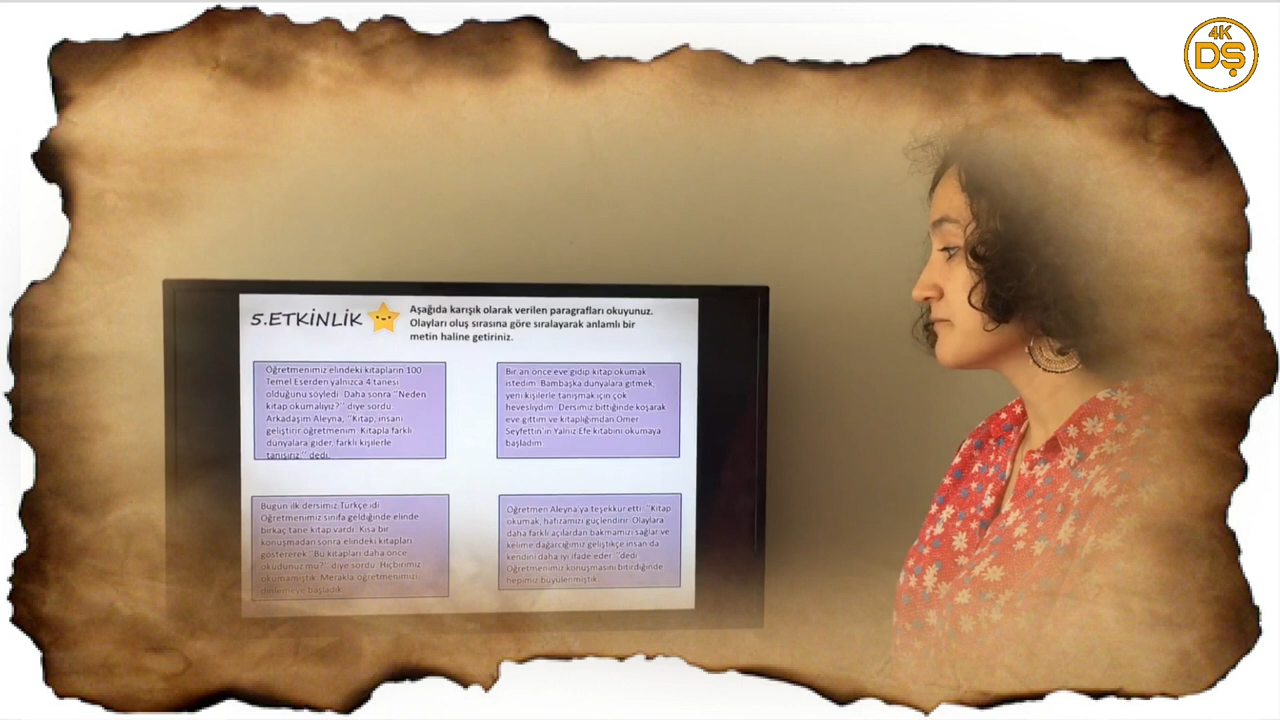 4K
DŞ
5.ETKİNLİK
Aşağıda karışık olarak verilen paragrafları okuyunuz.
Olayları oluş sırasına göre sıralayarak anlamlı bir
metin haline getiriniz.
Öğretmenimiz elindeki kitapların 100
Temel Eserden yalnızca 4 tanesi
olduğunu söyledi. Daha sonra ''Neden
kitap okumalıyız?'' diye sordu.
Arkadaşım Aleyna, ''Kitap, insanı
geliştirir öğretmenim. Kitapla farklı
dünyalara gider, farklı kişilerle
tanışırız.'' dedi.
Bir an önce eve gidip kitap okumak
istedim. Bambaşka dünyalara gitmek,
yeni kişilerle tanışmak için çok
hevesliydim. Dersimiz bittiğinde koşarak
eve gittim ve kitaplığımdan Ömer
Seyfettin'in Yalnız Efe kitabını okumaya
başladım.
Bugün ilk dersimiz Türkçe idi.
Öğretmenimiz sınıfa geldiğinde elinde
birkaç tane kitap vardı. Kısa bir
konuşmadan sonra elindeki kitapları
göstererek ''Bu kitapları daha önce
okudunuz mu?'' diye sordu. Hiçbirimiz
okumamıştık. Merakla öğretmenimizi
dinlemeye başladık.
Öğretmen Aleyna'ya teşekkür etti. ''Kitap
okumak, hafızamızı güçlendirir. Olaylara
daha farklı açılardan bakmamızı sağlar ve
kelime dağarcığımız geliştikçe insan da
kendini daha iyi ifade eder.'' dedi.
Öğretmenimiz konuşmasını bitirdiğinde
hepimiz büyülenmiştik.